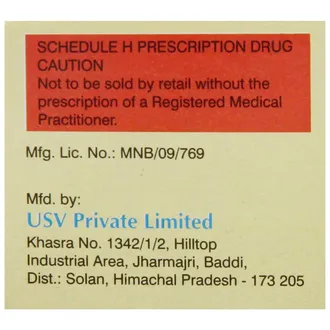 SCHEDULE H PRESCRIPTION DRUG
CAUTION
Not to be sold by retail without the
prescription of a Registered Medical
Practitioner.
Mfg. Lic. No.: MNB/09/769
Mfd. by:
USV Private Limited
Khasra No. 1342/1/2, Hilltop
Industrial Area, Jharmajri, Baddi,
Dist.: Solan, Himachal Pradesh - 173 205